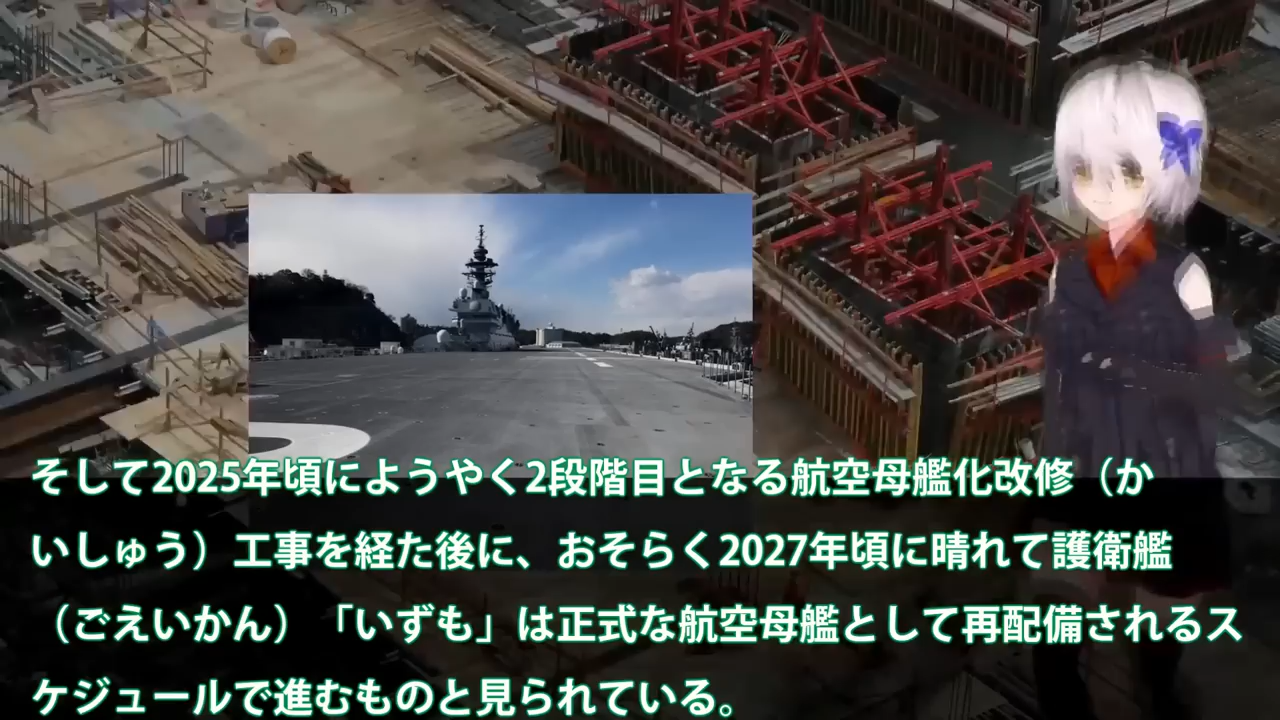 そして2025年頃にようやく2段階目となる航空母艦化改修（か
いしゅう）工事を経た後に、おそらく2027年頃に晴れて護衛艦
（ごえいかん）「いずも」は正式な航空母艦として再配備されるス
ケジュールで進むものと見られている。